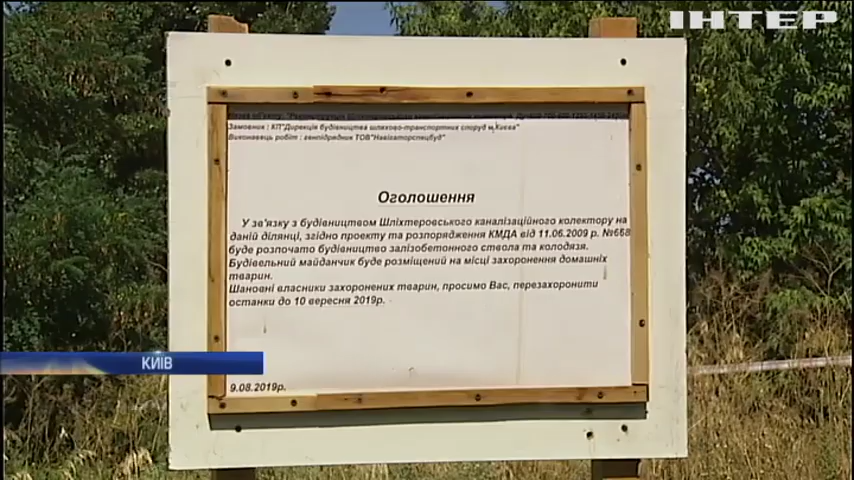 ІНТЕР
Замовник : КП"Дирекція будівництва шляхово-транспортних споруд м.Києва"
Виконавець робіт : генпідрядник ТОВ"Навігаторспецбуд"
Оголошення
У зв'язку з будівництвом Шліхтеровського каналізаційного колектору на
даній ділянці, згідно проекту та розпорядження КМДА від 11.06.2009 р. №668
буде розпочато будівництво залізобетонного ствола та колодязя.
Будівельний майданчик буде розміщений на місці захоронення домашніх
тварин.
Шановні власники захоронених тварин, просимо Вас, перезахоронити
останки до 10 вересня 2019р.
КИЇВ
9.08.2019р.